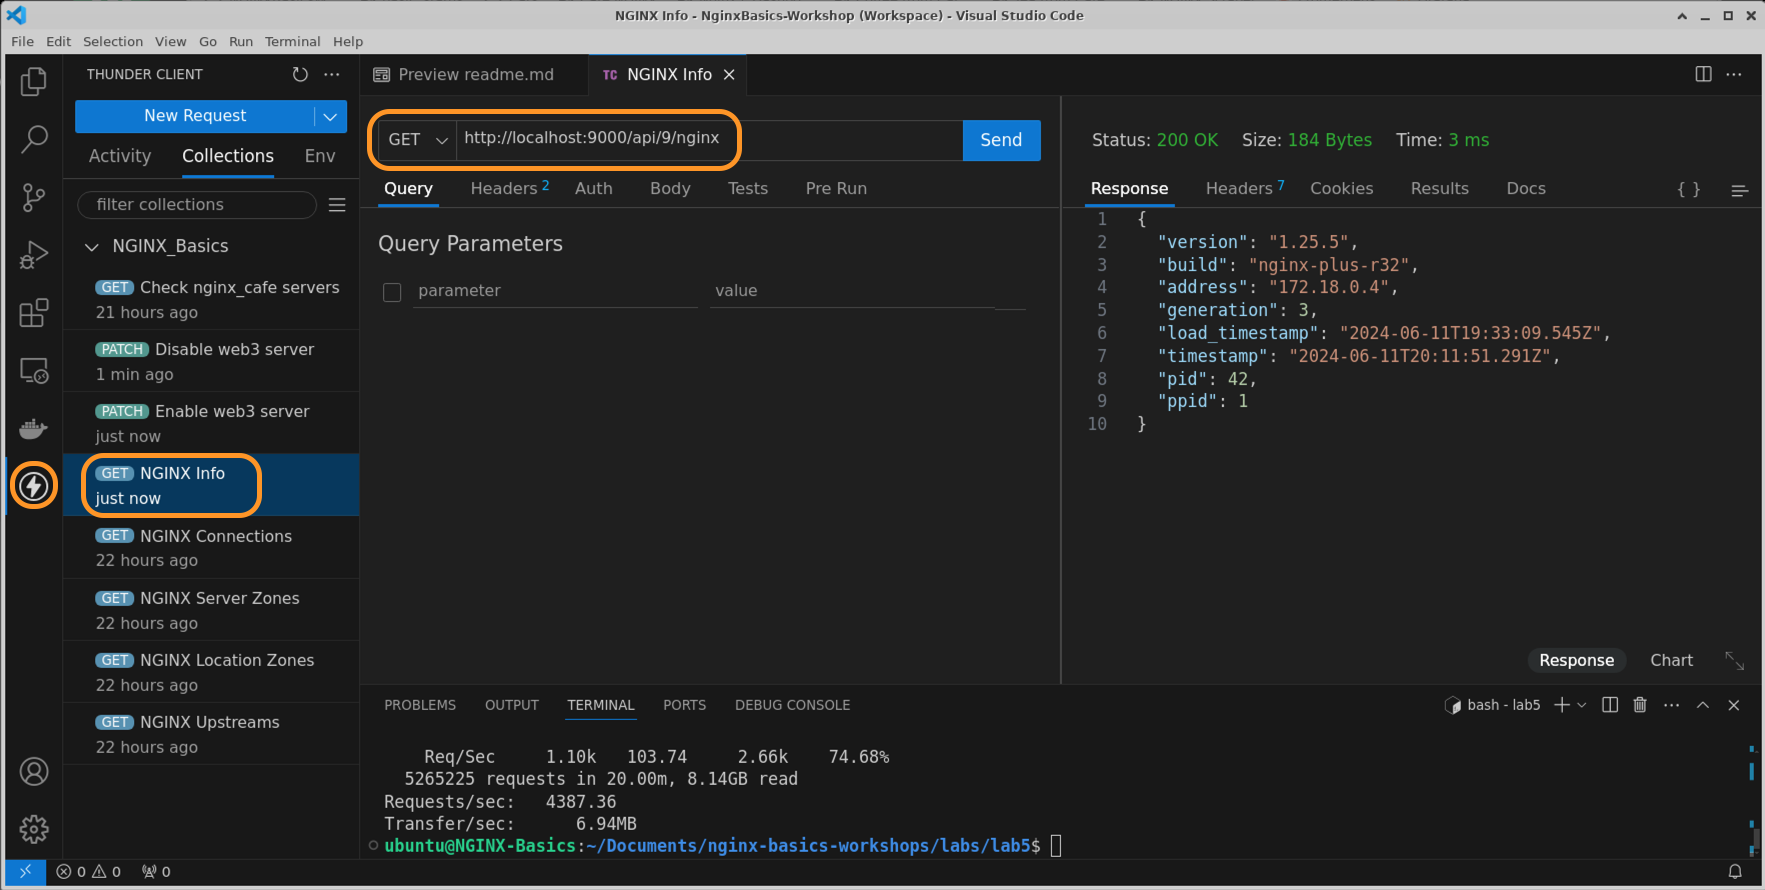 NGINX Info - NginxBasics-Workshop (Workspace) - Visual Studio Code
File Edit Selection View Go Run Terminal Help
THUNDER CLIENT
New Request
Activity Collections Env
filter collections
NGINX_Basics
GET Check nginx_cafe servers
21 hours ago
PATCH Disable web3 server
1 min ago
PATCH Enable web3 server
just now
GET NGINX Info
just now
GET NGINX Connections
22 hours ago
GET NGINX Server Zones
22 hours ago
GET NGINX Location Zones
22 hours ago
GET NGINX Upstreams
22 hours ago
Preview readme.md
TC NGINX Info
GET http://localhost:9000/api/9/nginx Send
Query Headers 2 Auth Body Tests Pre Run
Query Parameters
parameter value
Status: 200 OK Size: 184 Bytes Time: 3 ms
Response Headers 7 Cookies Results Docs { }
1 {
2 "version": "1.25.5",
3 "build": "nginx-plus-r32",
4 "address": "172.18.0.4",
5 "generation": 3,
6 "load_timestamp": "2024-06-11T19:33:09.545Z",
7 "timestamp": "2024-06-11T20:11:51.291Z",
8 "pid": 42,
9 "ppid": 1
10 }
Response Chart
PROBLEMS OUTPUT TERMINAL PORTS DEBUG CONSOLE
bash - lab5
Req/Sec 1.10k 103.74 2.66k 74.68%
5265225 requests in 20.00m, 8.14GB read
Requests/sec: 4387.36
Transfer/sec: 6.94MB
ubuntu@NGINX-Basics:~/Documents/nginx-basics-workshops/labs/lab5$
0 0 0